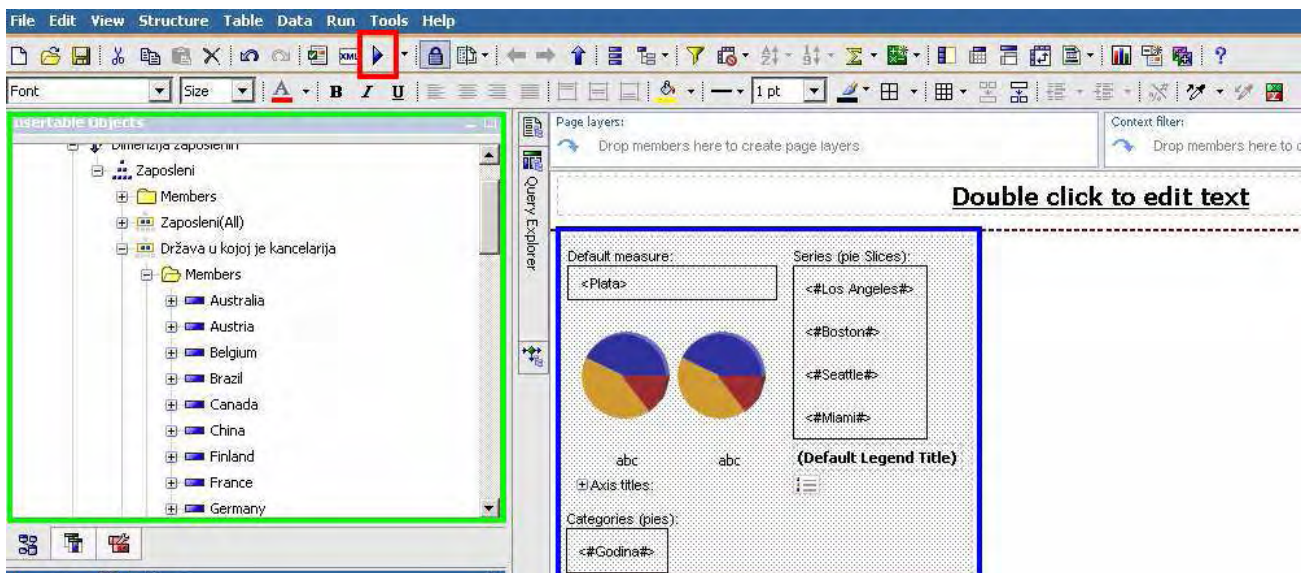 File Edit View Structure Table Data Run Tools Help
XML
Font Size A B I U 1 pt
Insertable Objects
Page layers:
Context filter:
Dimenzija zaposlenih
Drop members here to create page layers
Drop members here to
Zaposleni
Members
Zaposleni(All)
Država u kojoj je kancelarija
Members
Australia
Austria
Belgium
Brazil
Canada
China
Finland
France
Germany
Query Explorer
Double click to edit text
Default measure:
<Plata>
Series (pie Slices):
<#Los Angeles#>
<#Boston#>
<#Seattle#>
<#Miami#>
abc abc
(Default Legend Title)
Axis titles:
Categories (pies):
<#Godina#>